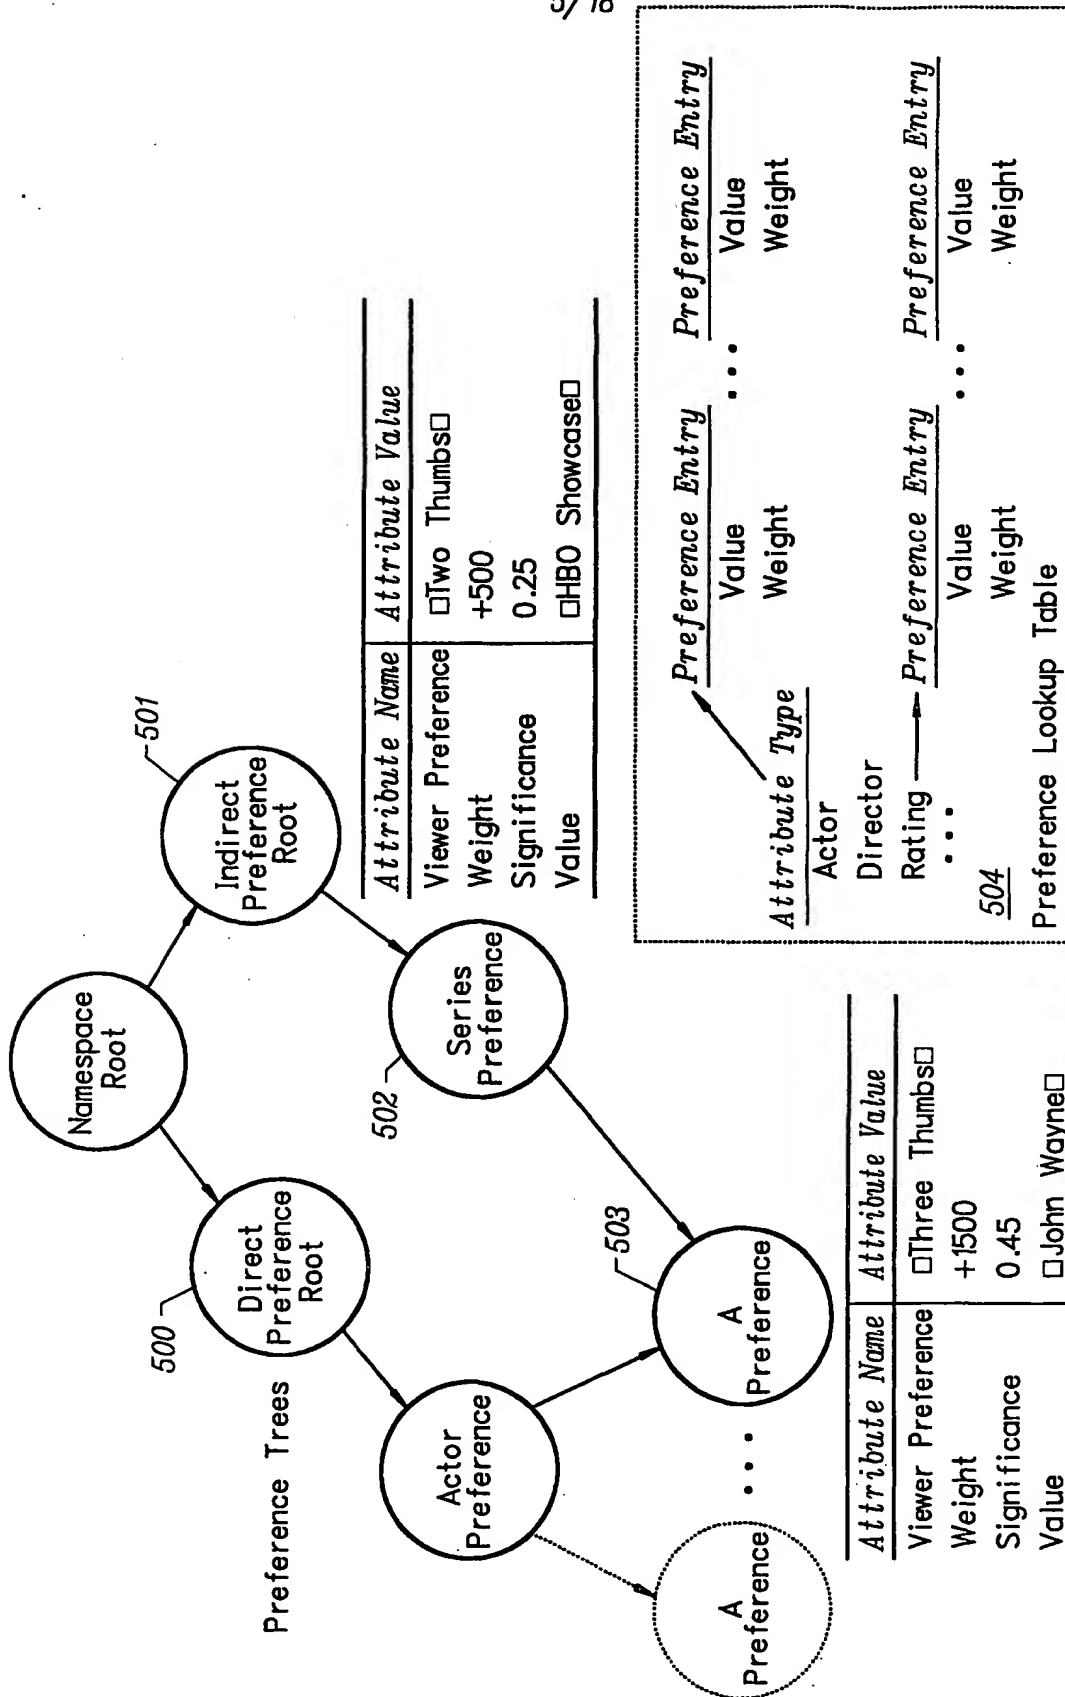 5/18
Preference Trees
Namespace
Root
500
Direct
Preference
Root
501
Indirect
Preference
Root
Actor
Preference
502
Series
Preference
A
Preference
...
503
A
Preference
Attribute Name Attribute Value
Viewer Preference □Two Thumbs□
Weight +500
Significance 0.25
Value □HBO Showcase□
Attribute Name Attribute Value
Viewer Preference □Three Thumbs□
Weight +1500
Significance 0.45
Value □John Wayne□
Attribute Type
Actor
Director
Rating
...
Preference Entry ... Preference Entry
Value Value
Weight Weight
Preference Entry ... Preference Entry
Value Value
Weight Weight
504
Preference Lookup Table